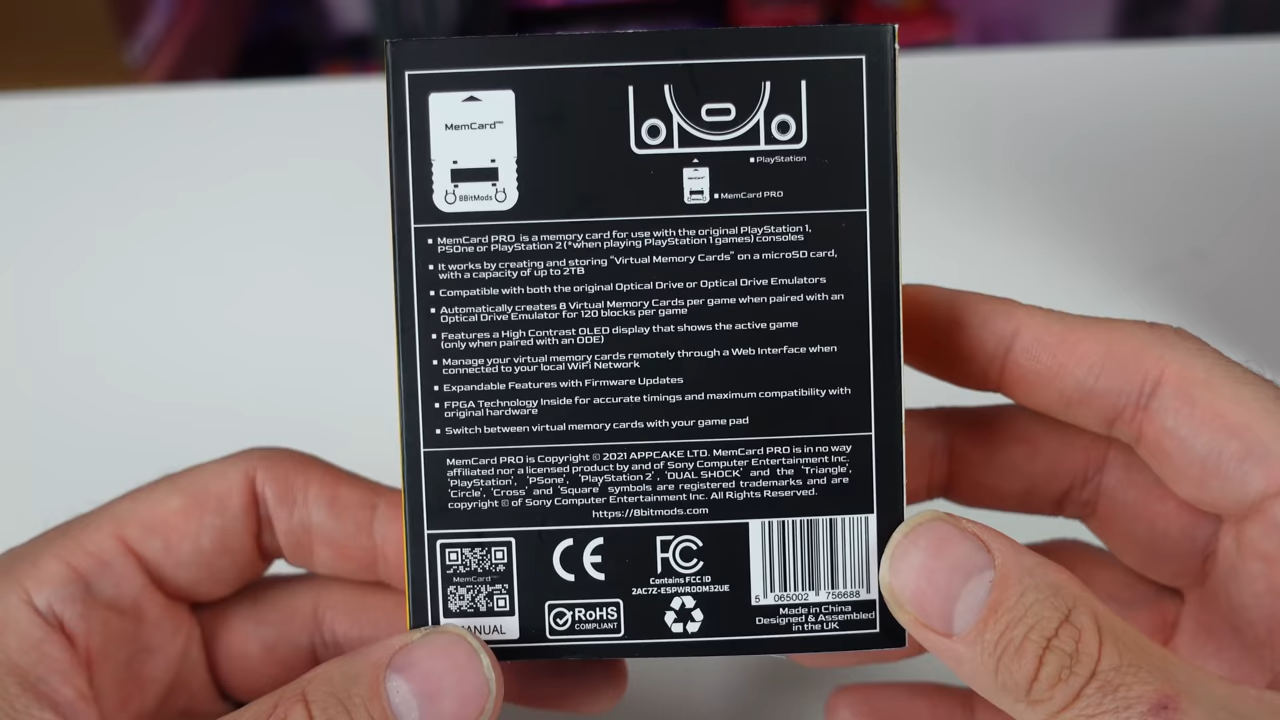 MemCard PRO
8BitMods
PlayStation
MemCard PRO
MemCard PRO is a memory card for use with the original PlayStation 1,
PSOne or PlayStation 2 (*when playing PlayStation 1 games) consoles
It works by creating and storing “Virtual Memory Cards” on a microSD card,
with a capacity of up to 2TB
Compatible with both the original Optical Drive or Optical Drive Emulators
Automatically creates 8 Virtual Memory Cards per game when paired with an
Optical Drive Emulator for 120 blocks per game
Features a High Contrast OLED display that shows the active game
(only when paired with an ODE)
Manage your virtual memory cards remotely through a Web Interface when
connected to your local WiFi Network
Expandable Features with Firmware Updates
FPGA Technology Inside for accurate timings and maximum compatibility with
original hardware
Switch between virtual memory cards with your game pad
MemCard PRO is Copyright © 2021 APPCAKE LTD. MemCard PRO is in no way
affiliated nor a licensed product by and of Sony Computer Entertainment Inc.
'PlayStation', 'PSone', 'PlayStation 2', 'DUAL SHOCK' and the 'Triangle',
'Circle', 'Cross' and 'Square' symbols are registered trademarks and are
copyright © of Sony Computer Entertainment Inc. All Rights Reserved.
https://8bitmods.com
MemCard
MANUAL
CE
FC
Contains FCC ID
2AC7Z-ESPWROOM32UE
RoHS
COMPLIANT
5 065002 756688
Made in China
Designed & Assembled
in the UK